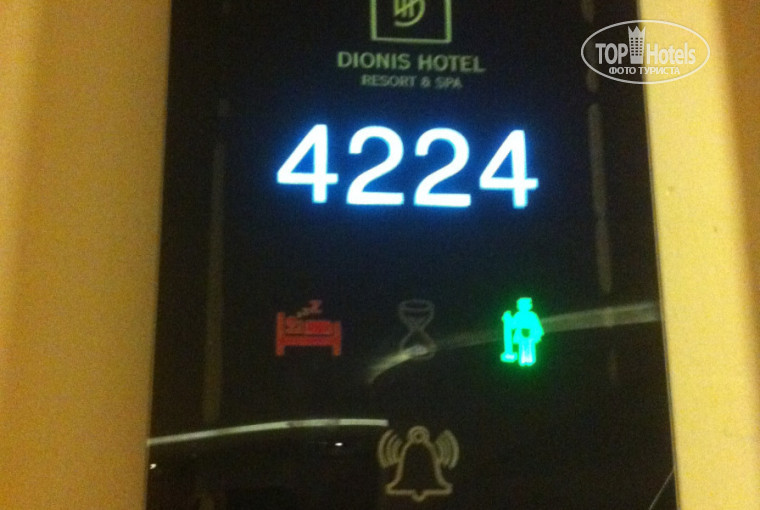 TOP Hotels
ФОТО ТУРИСТА
DIONIS HOTEL
RESORT & SPA
4224